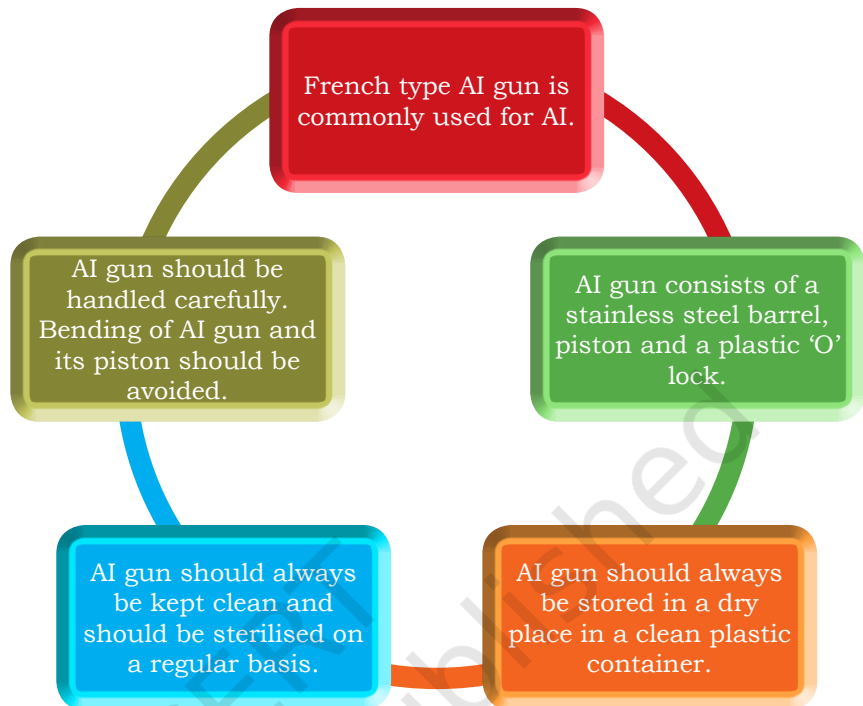 French type AI gun is
commonly used for AI.
AI gun consists of a
stainless steel barrel,
piston and a plastic ‘O’
lock.
AI gun should always
be stored in a dry
place in a clean plastic
container.
AI gun should always
be kept clean and
should be sterilised on
a regular basis.
AI gun should be
handled carefully.
Bending of AI gun and
its piston should be
avoided.